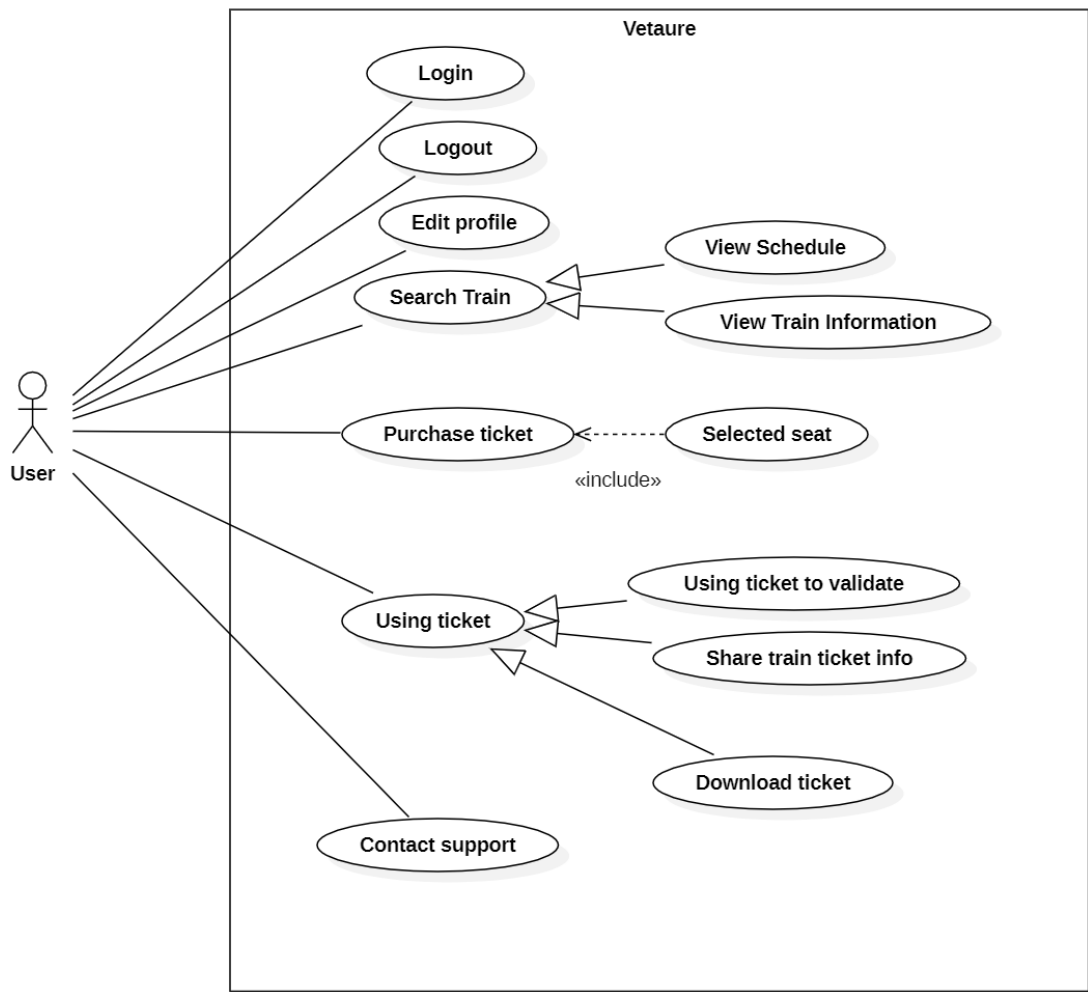 Vetaure
Login
Logout
Edit profile
View Schedule
Search Train
View Train Information
Purchase ticket
Selected seat
User
«include»
Using ticket to validate
Using ticket
Share train ticket info
Download ticket
Contact support